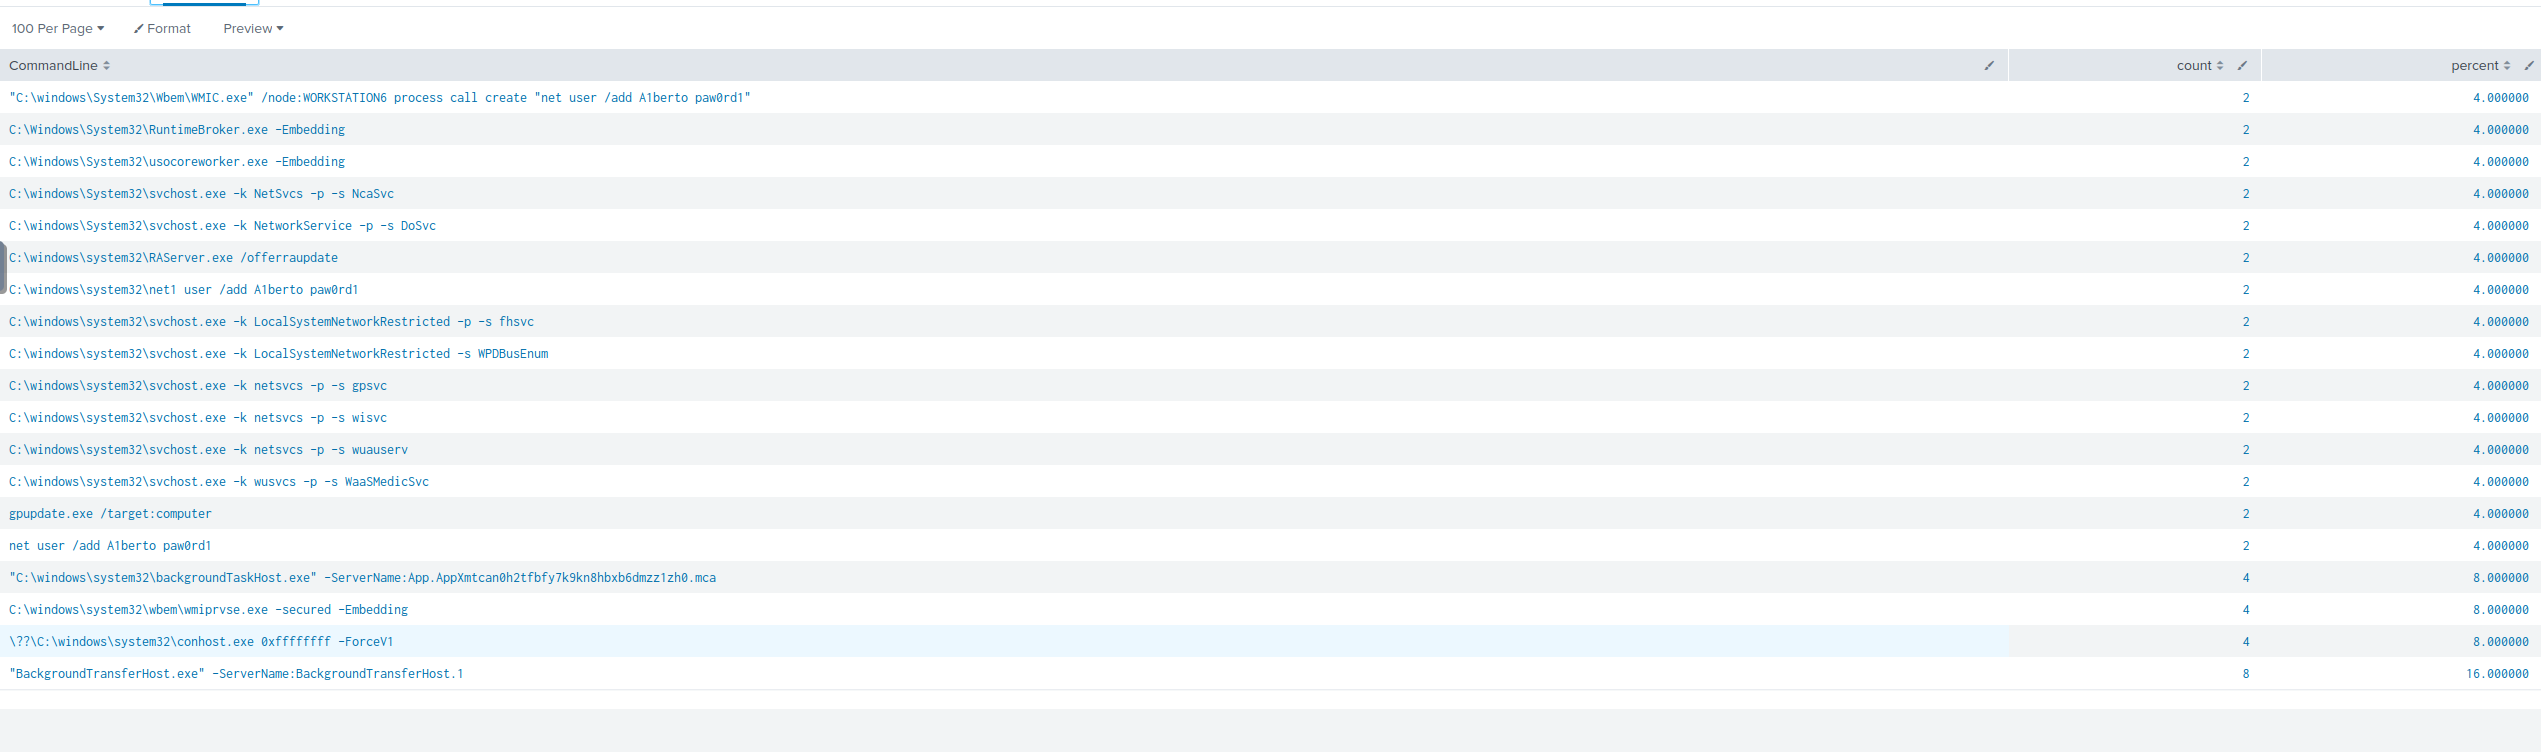 100 Per Page Format Preview
CommandLine count percent
"C:\windows\System32\Wbem\WMIC.exe" /node:WORKSTATION6 process call create "net user /add A1berto paw0rd1" 2 4.000000
C:\Windows\System32\RuntimeBroker.exe -Embedding 2 4.000000
C:\Windows\System32\usocoreworker.exe -Embedding 2 4.000000
C:\windows\System32\svchost.exe -k NetSvcs -p -s NcaSvc 2 4.000000
C:\windows\System32\svchost.exe -k NetworkService -p -s DoSvc 2 4.000000
C:\windows\system32\RAServer.exe /offerraupdate 2 4.000000
C:\windows\system32\net1 user /add A1berto paw0rd1 2 4.000000
C:\windows\system32\svchost.exe -k LocalSystemNetworkRestricted -p -s fhsvc 2 4.000000
C:\windows\system32\svchost.exe -k LocalSystemNetworkRestricted -s WPDBusEnum 2 4.000000
C:\windows\system32\svchost.exe -k netsvcs -p -s gpsvc 2 4.000000
C:\windows\system32\svchost.exe -k netsvcs -p -s wisvc 2 4.000000
C:\windows\system32\svchost.exe -k netsvcs -p -s wuauserv 2 4.000000
C:\windows\system32\svchost.exe -k wusvcs -p -s WaaSMedicSvc 2 4.000000
gpupdate.exe /target:computer 2 4.000000
net user /add A1berto paw0rd1 2 4.000000
"C:\windows\system32\backgroundTaskHost.exe" -ServerName:App.AppXmtcan0h2tfbfy7k9kn8hbxb6dmzz1zh0.mca 4 8.000000
C:\windows\system32\wbem\wmiprvse.exe -secured -Embedding 4 8.000000
\??\C:\windows\system32\conhost.exe 0xffffffff -ForceV1 4 8.000000
"BackgroundTransferHost.exe" -ServerName:BackgroundTransferHost.1 8 16.000000